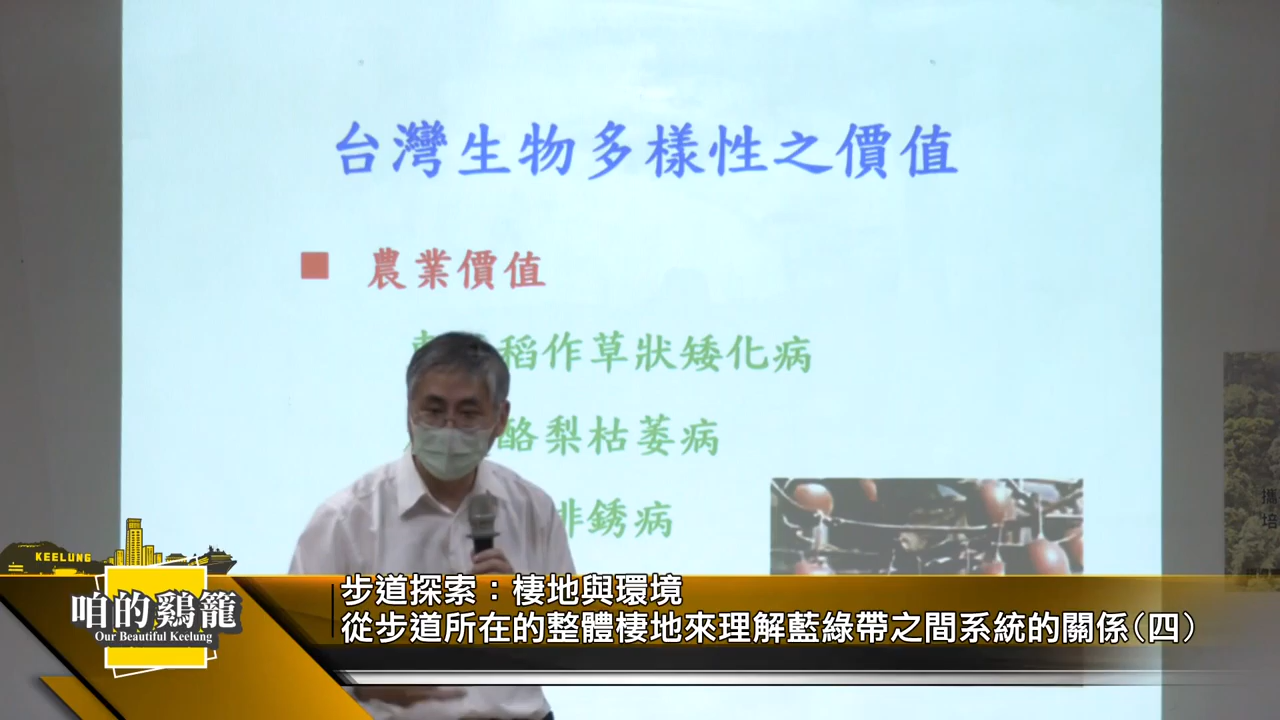 台灣生物多樣性之價值
農業價值
稻作草狀矮化病
酪梨枯萎病
銹病
攜
培
KEELUNG
咱的鷄籠
Our Beautiful Keelung
步道探索：棲地與環境
從步道所在的整體棲地來理解藍綠帶之間系統的關係(四)